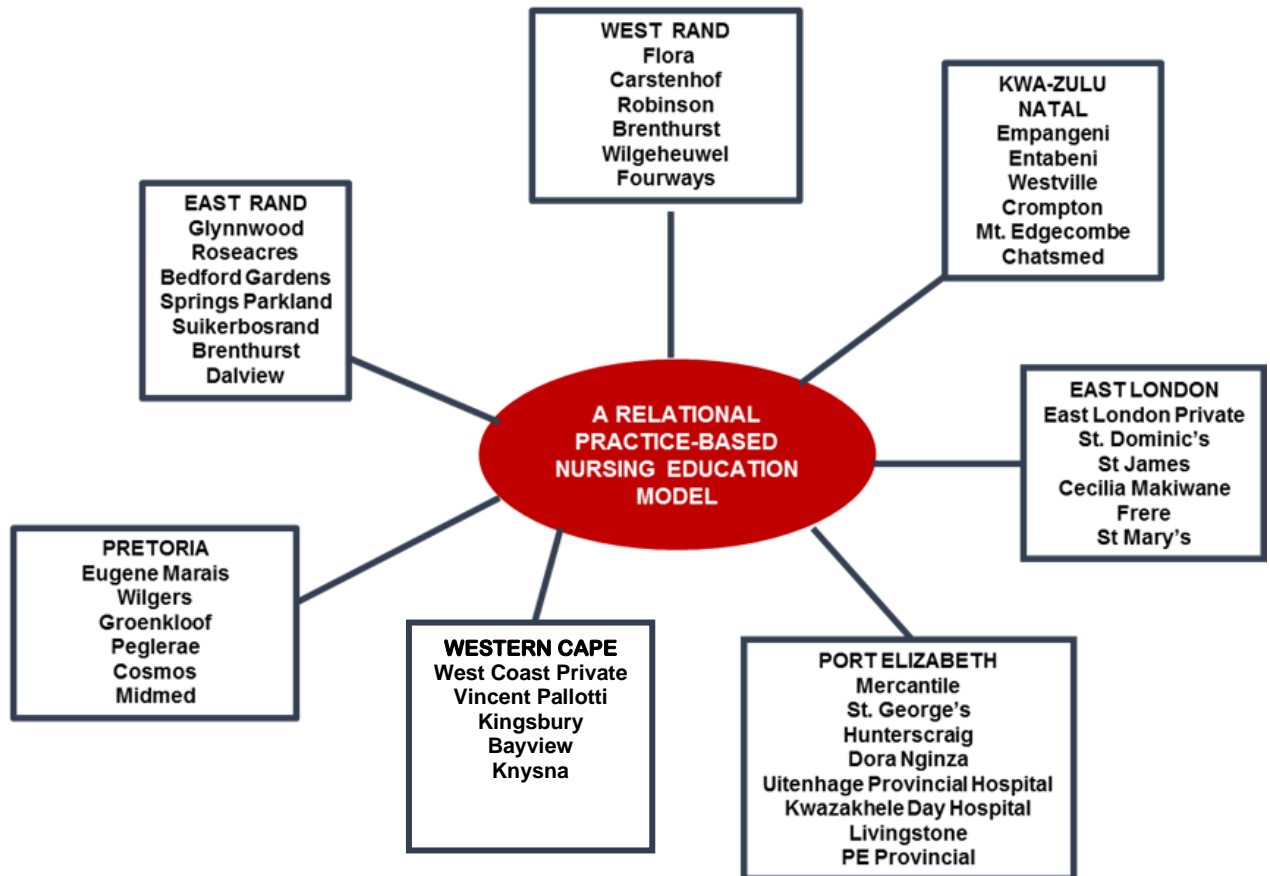 WEST RAND
Flora
Carstenhof
Robinson
Brenthurst
Wilgeheuwel
Fourways
KWA-ZULU
NATAL
Empangeni
Entabeni
Westville
Crompton
Mt. Edgecombe
Chatsmed
EAST RAND
Glynnwood
Roseacres
Bedford Gardens
Springs Parkland
Suikerbosrand
Brenthurst
Dalview
A RELATIONAL
PRACTICE-BASED
NURSING EDUCATION
MODEL
EAST LONDON
East London Private
St. Dominic's
St James
Cecilia Makiwane
Frere
St Mary's
PRETORIA
Eugene Marais
Wilgers
Groenkloof
Peglerae
Cosmos
Midmed
WESTERN CAPE
West Coast Private
Vincent Pallotti
Kingsbury
Bayview
Knysna
PORT ELIZABETH
Mercantile
St. George's
Hunterscraig
Dora Nginza
Uitenhage Provincial Hospital
Kwazakhele Day Hospital
Livingstone
PE Provincial